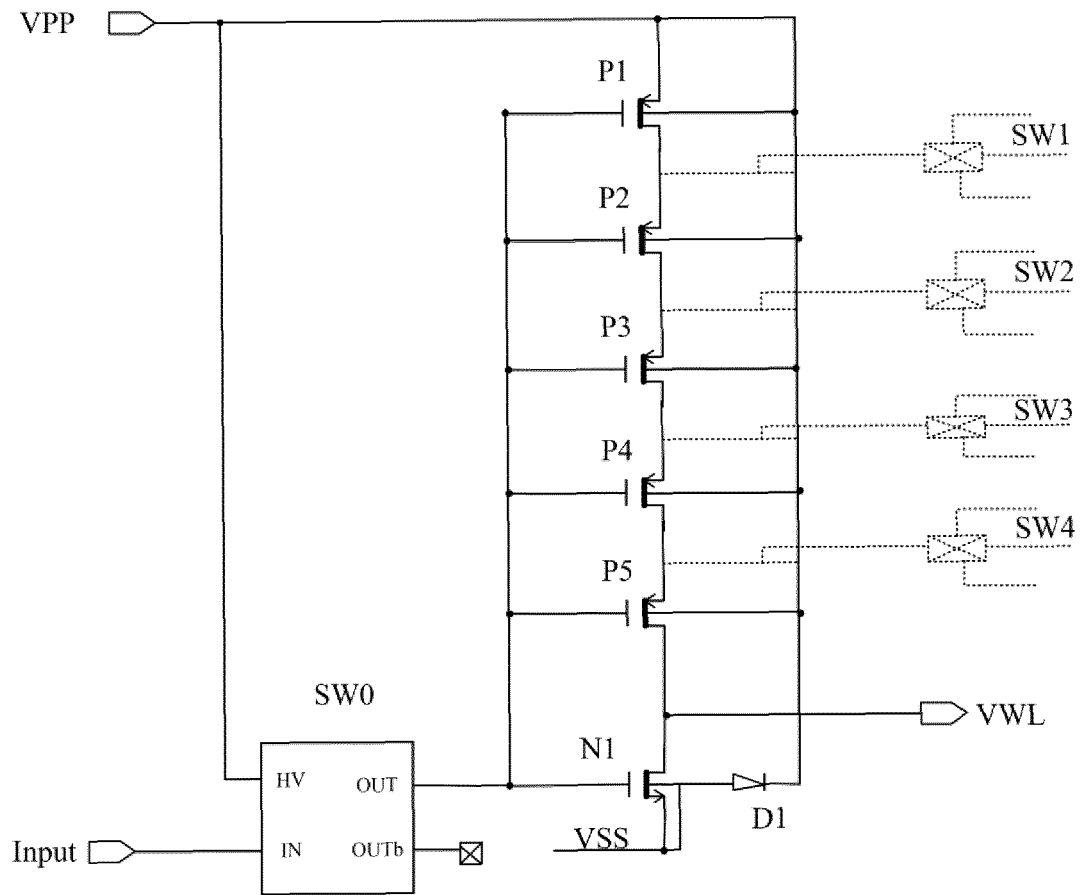 VPP
P1
SW1
P2
SW2
P3
SW3
P4
SW4
P5
SW0
VWL
N1
HV
OUT
D1
VSS
Input
IN
OUTb